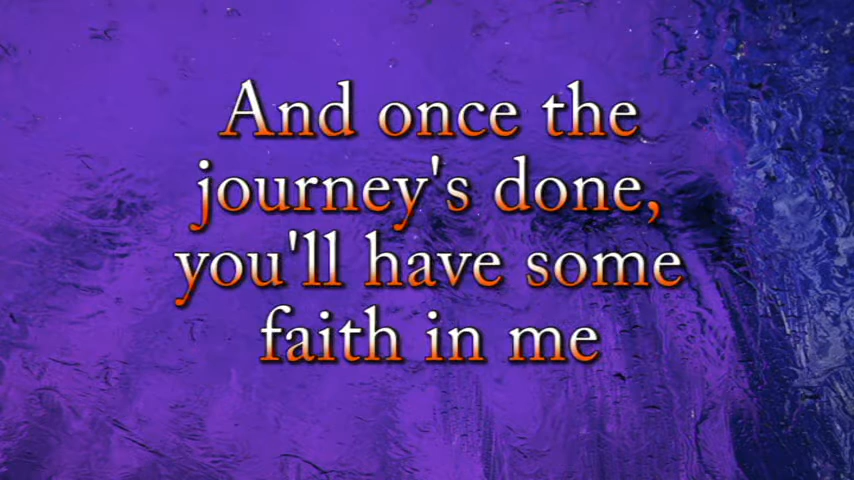 And once the
journey's done,
you'll have some
faith in me